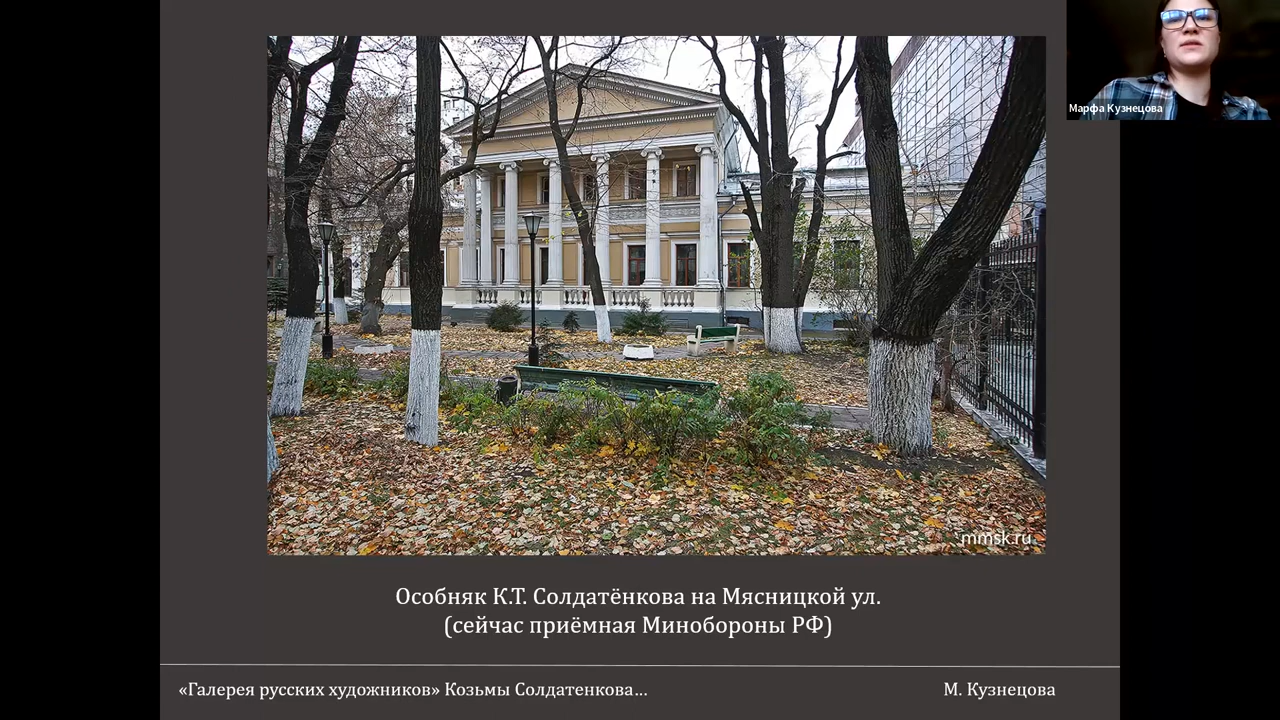 Марфа Кузнецова
mmsk.ru
Особняк К.Т. Солдатёнкова на Мясницкой ул.
(сейчас приёмная Минобороны РФ)
«Галерея русских художников» Козьмы Солдатенкова...
М. Кузнецова